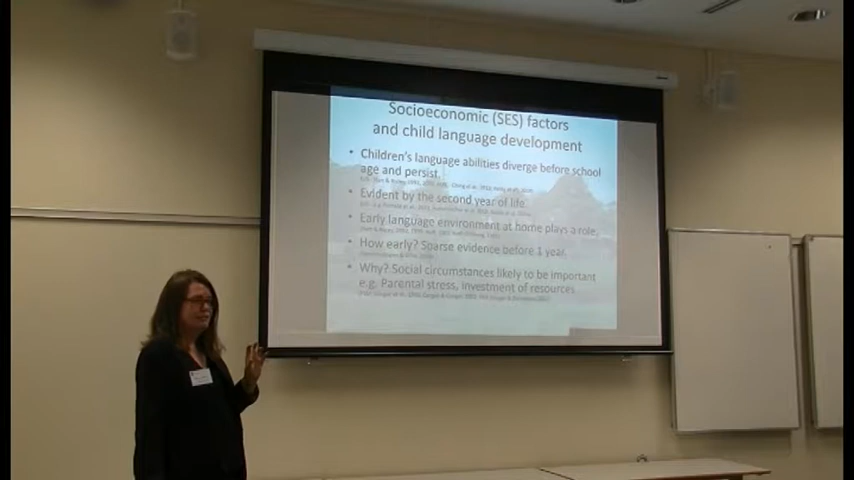 Socioeconomic (SES) factors
and child language development
• Children's language abilities diverge before school
age and persist.
• Evident by the second year of life.
• Early language environment at home plays a role.
• How early? Sparse evidence before 1 year.
• Why? Social circumstances likely to be important
e.g. Parental stress, investment of resources